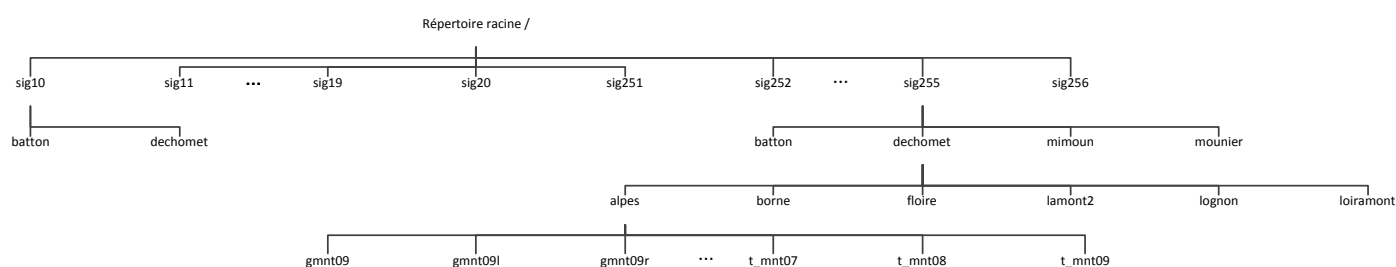 Répertoire racine /
sig10 sig11 ... sig19 sig20 sig251 sig252 ... sig255 sig256
batton dechomet batton dechomet mimoun mounier
alpes borne floire lamont2 lognon loiramont
gmnt09 gmnt09l gmnt09r ... t_mnt07 t_mnt08 t_mnt09